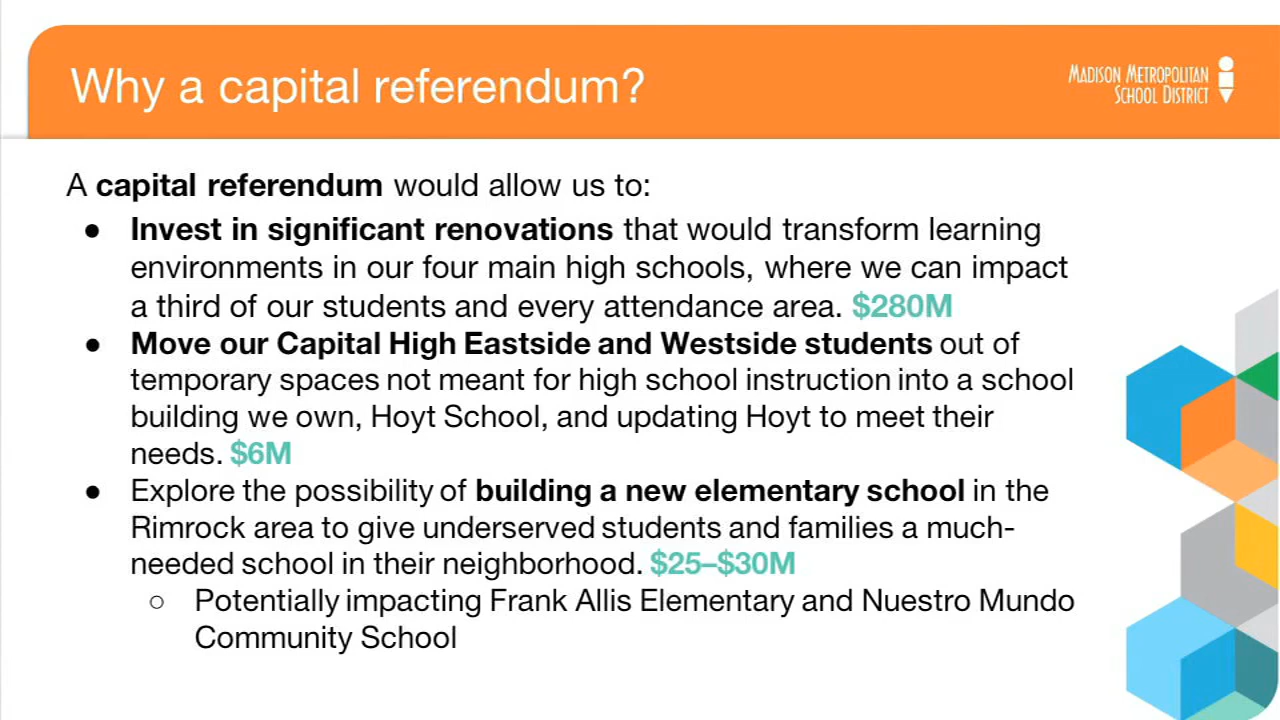 Why a capital referendum?
MADISON METROPOLITAN
SCHOOL DISTRICT
A capital referendum would allow us to:
● Invest in significant renovations that would transform learning
environments in our four main high schools, where we can impact
a third of our students and every attendance area. $280M
● Move our Capital High Eastside and Westside students out of
temporary spaces not meant for high school instruction into a school
building we own, Hoyt School, and updating Hoyt to meet their
needs. $6M
● Explore the possibility of building a new elementary school in the
Rimrock area to give underserved students and families a much-
needed school in their neighborhood. $25–$30M
○ Potentially impacting Frank Allis Elementary and Nuestro Mundo
Community School